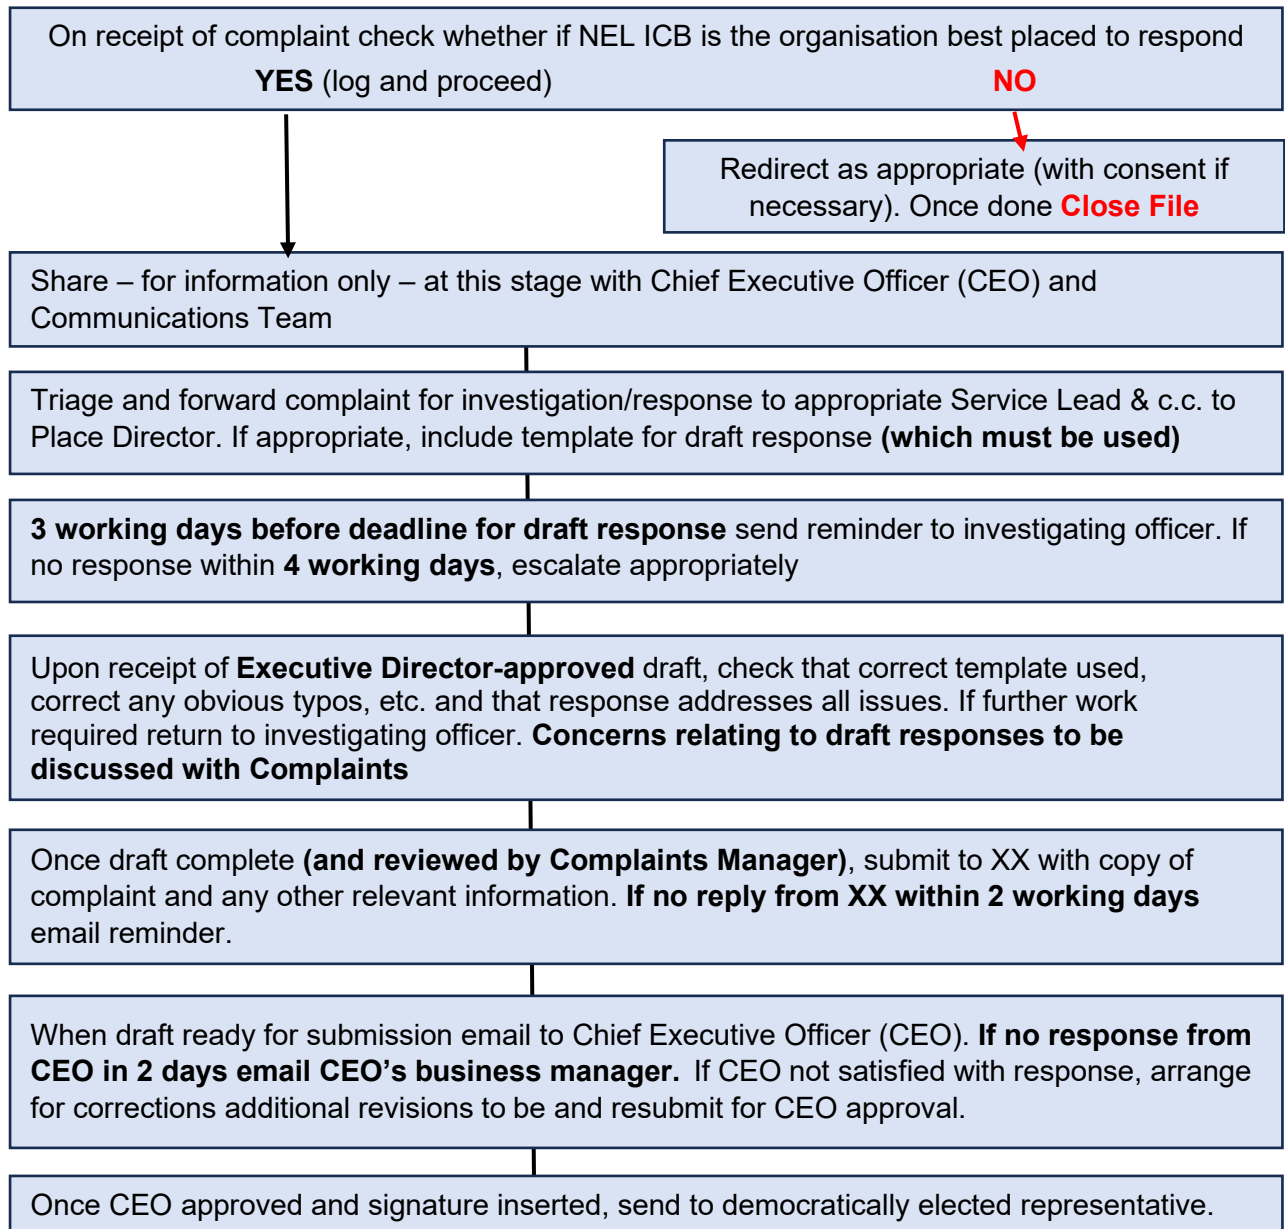 On receipt of complaint check whether if NEL ICB is the organisation best placed to respond
YES (log and proceed) NO
Redirect as appropriate (with consent if
necessary). Once done Close File
Share – for information only – at this stage with Chief Executive Officer (CEO) and
Communications Team
Triage and forward complaint for investigation/response to appropriate Service Lead & c.c. to
Place Director. If appropriate, include template for draft response (which must be used)
3 working days before deadline for draft response send reminder to investigating officer. If
no response within 4 working days, escalate appropriately
Upon receipt of Executive Director-approved draft, check that correct template used,
correct any obvious typos, etc. and that response addresses all issues. If further work
required return to investigating officer. Concerns relating to draft responses to be
discussed with Complaints
Once draft complete (and reviewed by Complaints Manager), submit to XX with copy of
complaint and any other relevant information. If no reply from XX within 2 working days
email reminder.
When draft ready for submission email to Chief Executive Officer (CEO). If no response from
CEO in 2 days email CEO’s business manager. If CEO not satisfied with response, arrange
for corrections additional revisions to be and resubmit for CEO approval.
Once CEO approved and signature inserted, send to democratically elected representative.